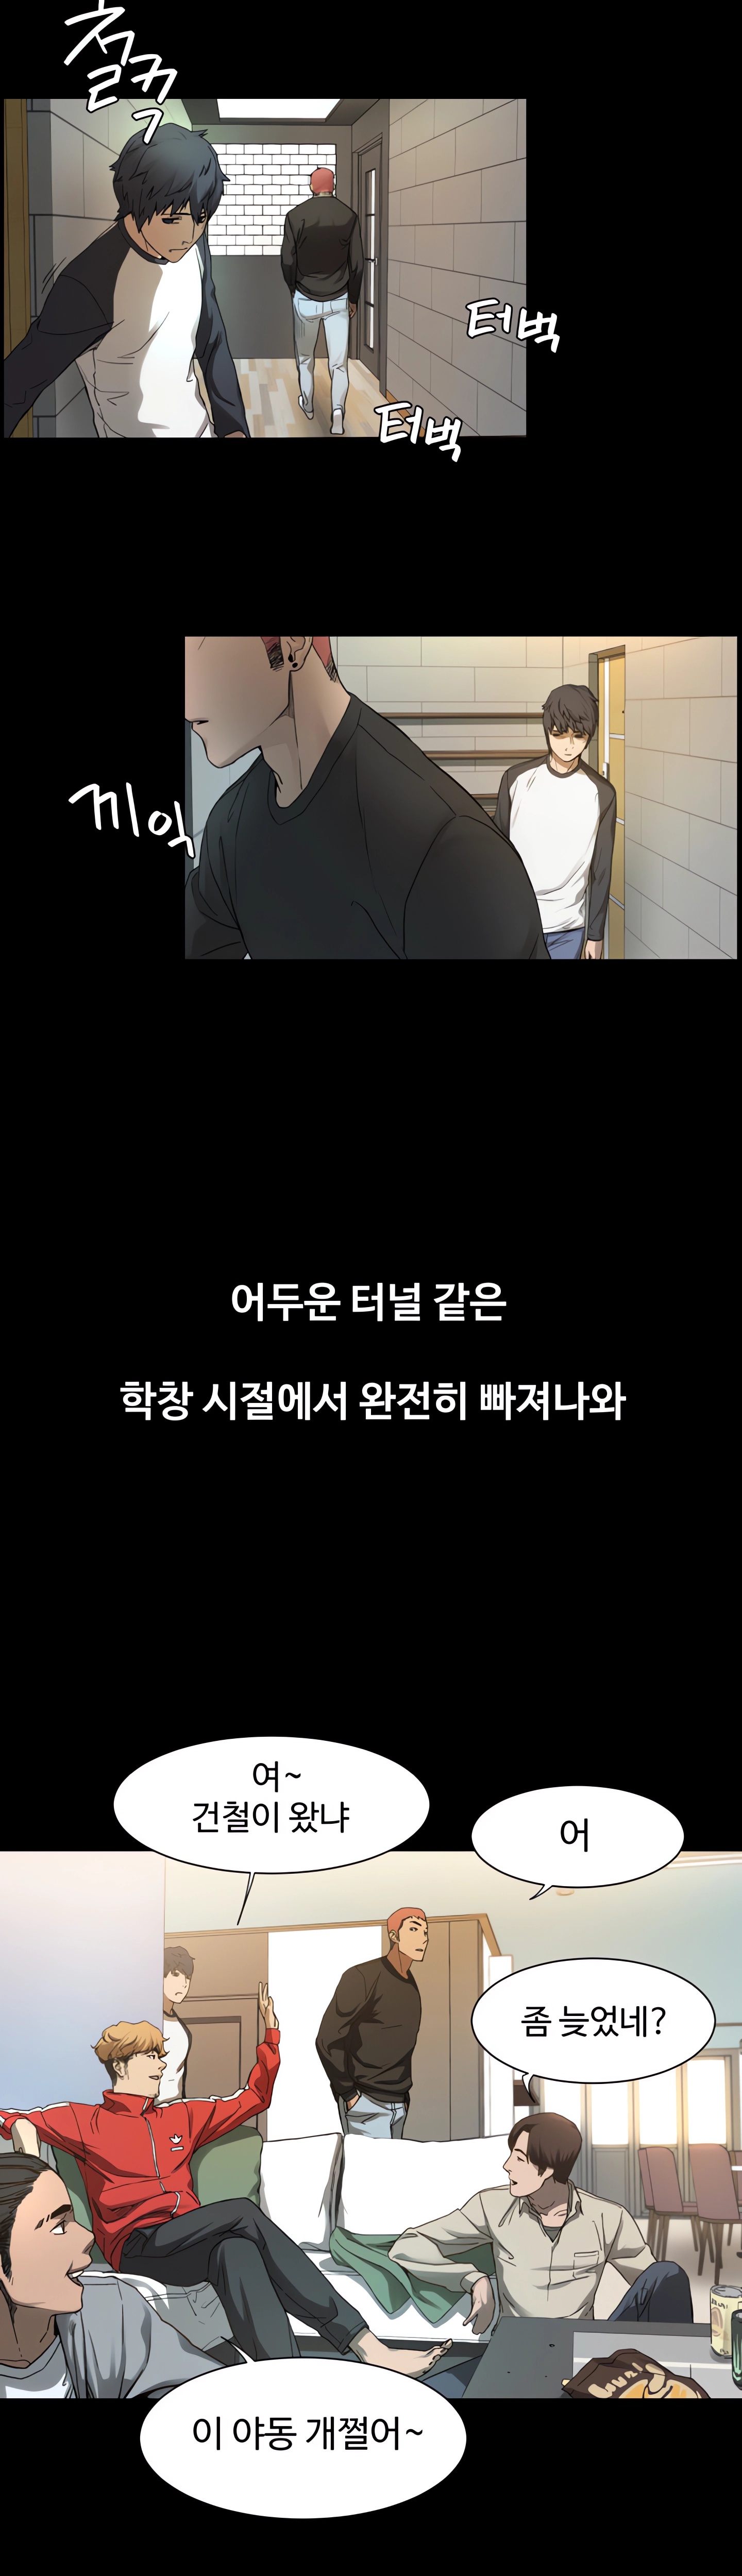 철컥
터벅
터벅
끼익
어두운 터널 같은
학창 시절에서 완전히 빠져나와
여~
건철이 왔냐
어
좀 늦었네?
이 야동 개쩔어~